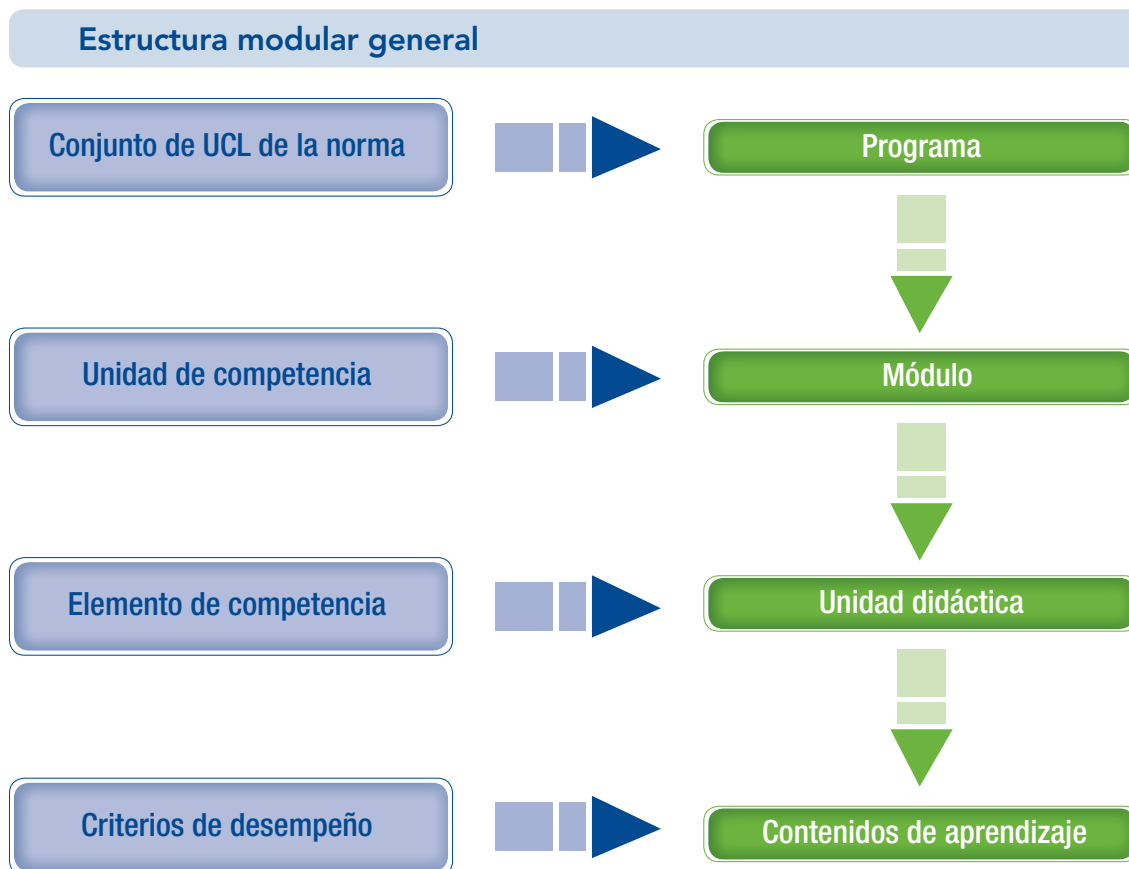 Estructura modular general
Conjunto de UCL de la norma
Programa
Unidad de competencia
Módulo
Elemento de competencia
Unidad didáctica
Criterios de desempeño
Contenidos de aprendizaje